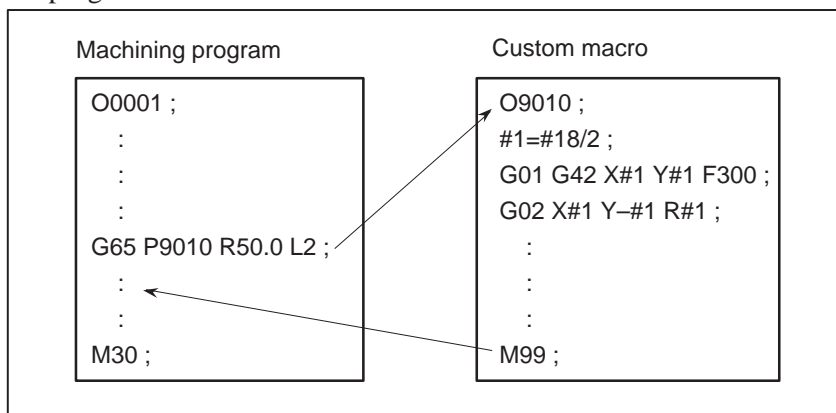 Machining program
O0001 ;
:
:
:
G65 P9010 R50.0 L2 ;
:
:
M30 ;
Custom macro
O9010 ;
#1=#18/2 ;
G01 G42 X#1 Y#1 F300 ;
G02 X#1 Y–#1 R#1 ;
:
:
:
M99 ;